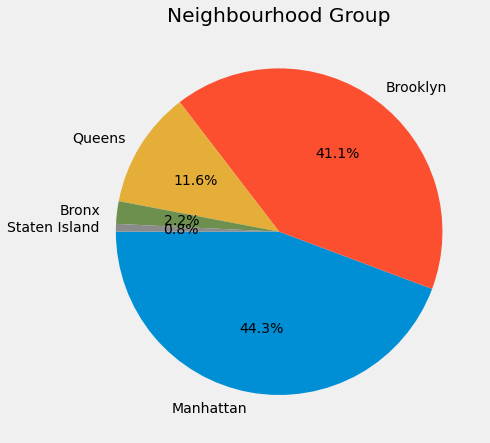 Neighbourhood Group
Brooklyn
41.1%
Queens
11.6%
Bronx
2.2%
Staten Island
0.8%
44.3%
Manhattan